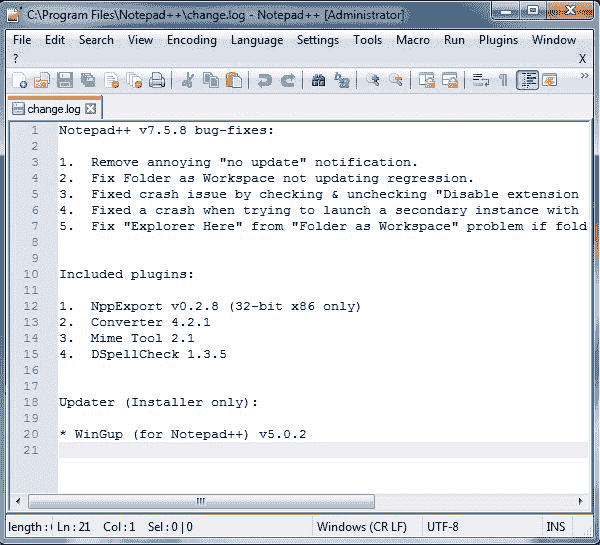 C:\Program Files\Notepad++\change.log - Notepad++ [Administrator]
File Edit Search View Encoding Language Settings Tools Macro Run Plugins Window
? X
change.log
1 Notepad++ v7.5.8 bug-fixes:
2
3 1. Remove annoying "no update" notification.
4 2. Fix Folder as Workspace not updating regression.
5 3. Fixed crash issue by checking & unchecking "Disable extension
6 4. Fixed a crash when trying to launch a secondary instance with
7 5. Fix "Explorer Here" from "Folder as Workspace" problem if fold
8
9
10 Included plugins:
11
12 1. NppExport v0.2.8 (32-bit x86 only)
13 2. Converter 4.2.1
14 3. Mime Tool 2.1
15 4. DSpellCheck 1.3.5
16
17
18 Updater (Installer only):
19
20 * WinGup (for Notepad++) v5.0.2
21
length : Ln : 21 Col : 1 Sel : 0 | 0 Windows (CR LF) UTF-8 INS